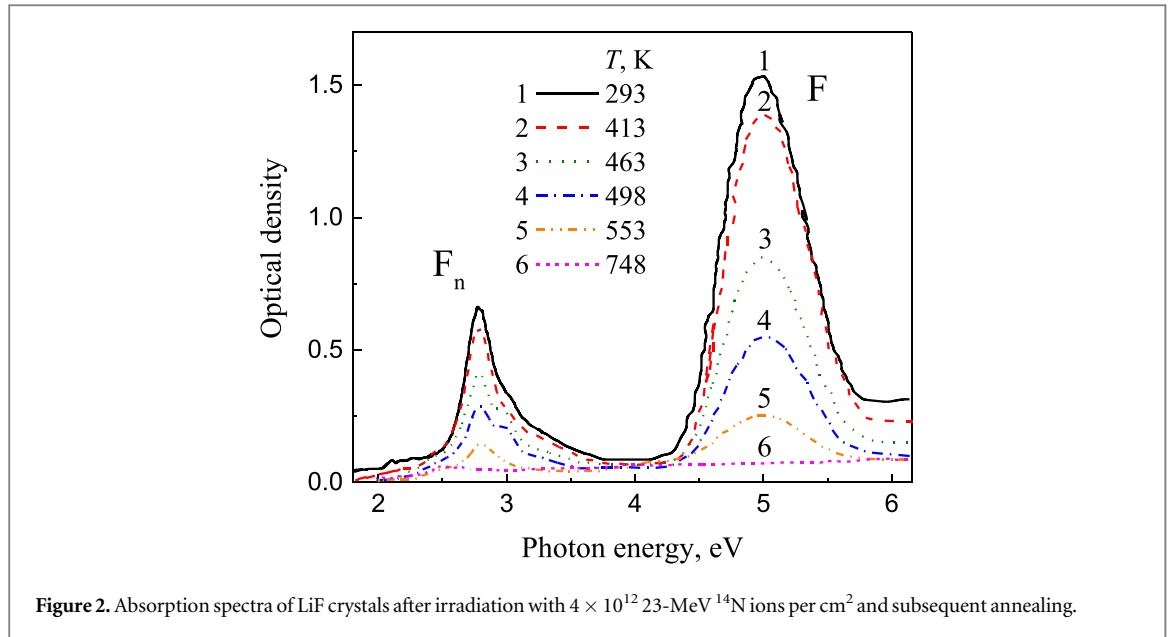 T, K
1 293
2 413
3 463
4 498
5 553
6 748
F
n
F
1
2
3
4
5
6
1.5
1.0
0.5
0.0
Optical density
2 3 4 5 6
Photon energy, eV
Figure 2. Absorption spectra of LiF crystals after irradiation with 4 × 10¹² 23-MeV ¹⁴N ions per cm² and subsequent annealing.